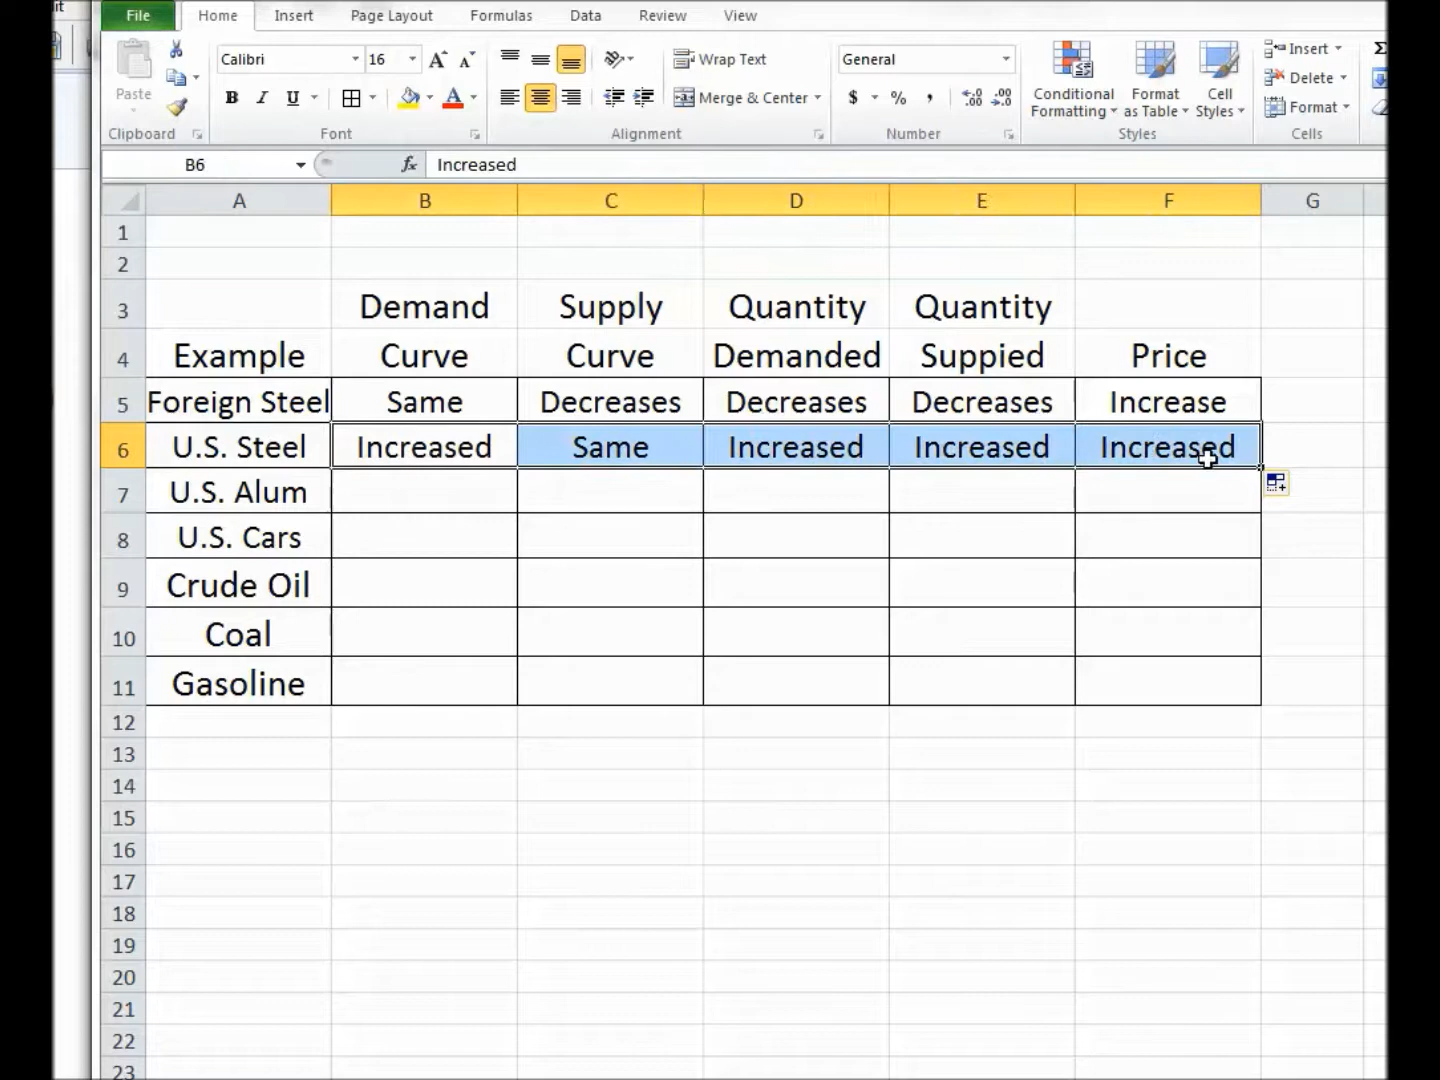 File Home Insert Page Layout Formulas Data Review View
Calibri 16 A A Wrap Text General Insert
Paste B I U A Merge & Center $ % , .00 .00 Conditional Formatting Format as Table Cell Styles Delete
Format
Clipboard Font Alignment Number Styles Cells
B6 fx Increased
A B C D E F G
1
2
3 Demand Supply Quantity Quantity
4 Example Curve Curve Demanded Suppied Price
5 Foreign Steel Same Decreases Decreases Decreases Increase
6 U.S. Steel Increased Same Increased Increased Increased
7 U.S. Alum
8 U.S. Cars
9 Crude Oil
10 Coal
11 Gasoline
12
13
14
15
16
17
18
19
20
21
22
23